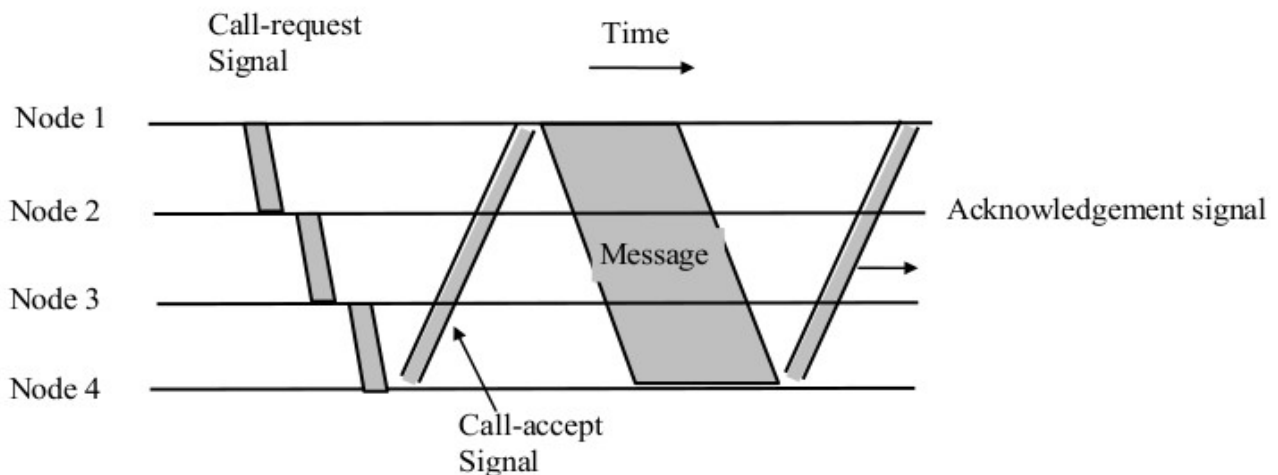 Call-request
Signal
Time
Node 1
Node 2
Acknowledgement signal
Message
Node 3
Node 4
Call-accept
Signal